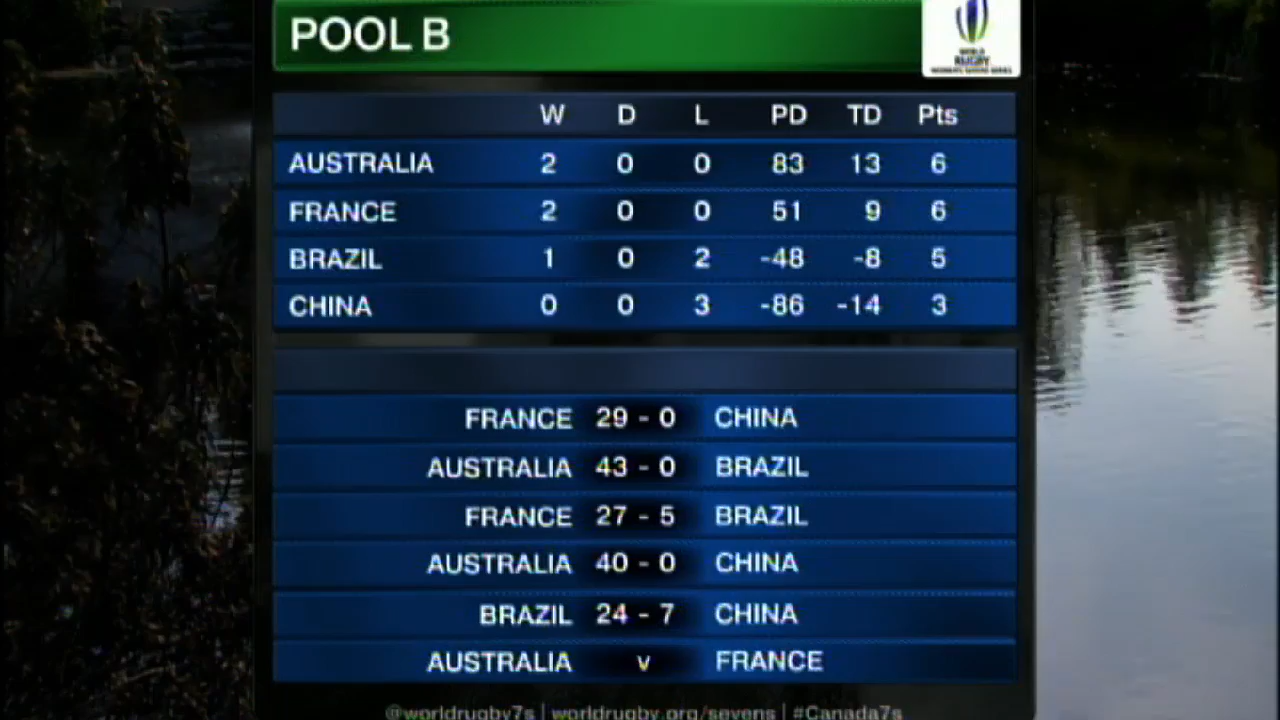 POOL B
WORLD
RUGBY
W D L PD TD Pts
AUSTRALIA 2 0 0 83 13 6
FRANCE 2 0 0 51 9 6
BRAZIL 1 0 2 -48 -8 5
CHINA 0 0 3 -86 -14 3
FRANCE 29 - 0 CHINA
AUSTRALIA 43 - 0 BRAZIL
FRANCE 27 - 5 BRAZIL
AUSTRALIA 40 - 0 CHINA
BRAZIL 24 - 7 CHINA
AUSTRALIA v FRANCE
@worldrugby7s | worldrugby.org/sevens | #Canada7s